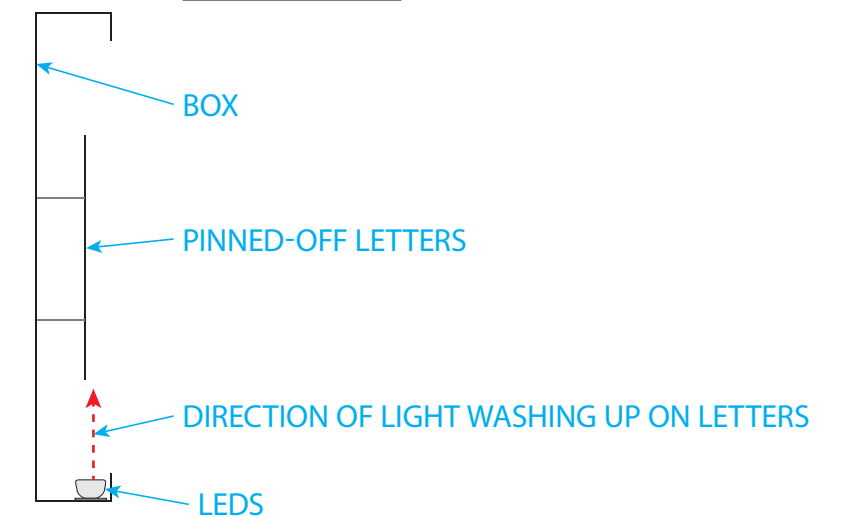 BOX
PINNED-OFF LETTERS
DIRECTION OF LIGHT WASHING UP ON LETTERS
LEDS